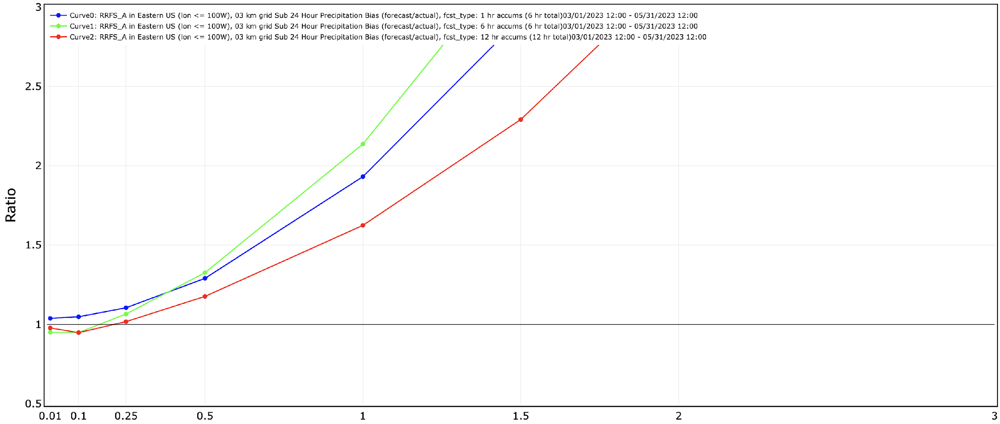 3
Curve0: RRFS_A in Eastern US (lon <= 100W), 03 km grid Sub 24 Hour Precipitation Bias (forecast/actual), fcst_type: 1 hr accums (6 hr total)03/01/2023 12:00 - 05/31/2023 12:00
Curve1: RRFS_A in Eastern US (lon <= 100W), 03 km grid Sub 24 Hour Precipitation Bias (forecast/actual), fcst_type: 6 hr accums (6 hr total)03/01/2023 12:00 - 05/31/2023 12:00
Curve2: RRFS_A in Eastern US (lon <= 100W), 03 km grid Sub 24 Hour Precipitation Bias (forecast/actual), fcst_type: 12 hr accums (12 hr total)03/01/2023 12:00 - 05/31/2023 12:00
2.5
2
Ratio
1.5
1
0.5
0.01 0.1 0.25 0.5 1 1.5 2 3